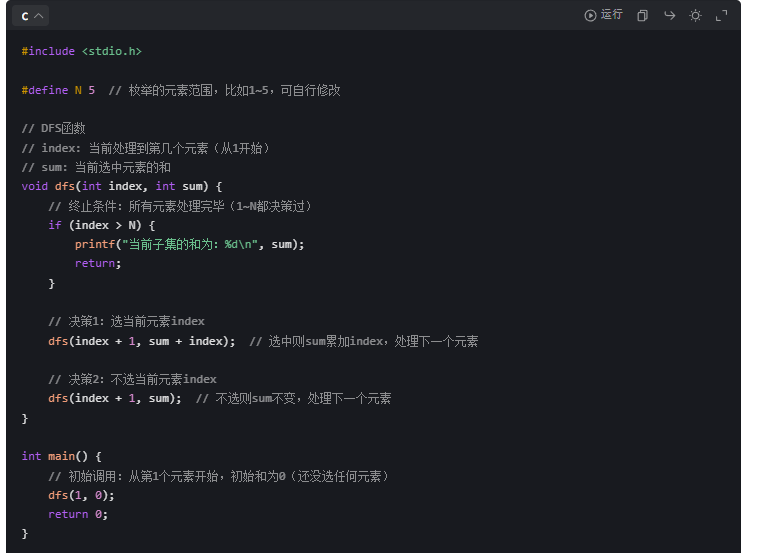 C
运行
#include <stdio.h>
#define N 5  // 枚举的元素范围，比如1~5，可自行修改
// DFS函数
// index: 当前处理到第几个元素（从1开始）
// sum: 当前选中元素的和
void dfs(int index, int sum) {
    // 终止条件: 所有元素处理完毕（1~N都决策过）
    if (index > N) {
        printf("当前子集的和为: %d\n", sum);
        return;
    }
    // 决策1: 选当前元素index
    dfs(index + 1, sum + index);  // 选中则sum累加index，处理下一个元素
    // 决策2: 不选当前元素index
    dfs(index + 1, sum);  // 不选则sum不变，处理下一个元素
}
int main() {
    // 初始调用: 从第1个元素开始，初始和为0（还没选任何元素）
    dfs(1, 0);
    return 0;
}